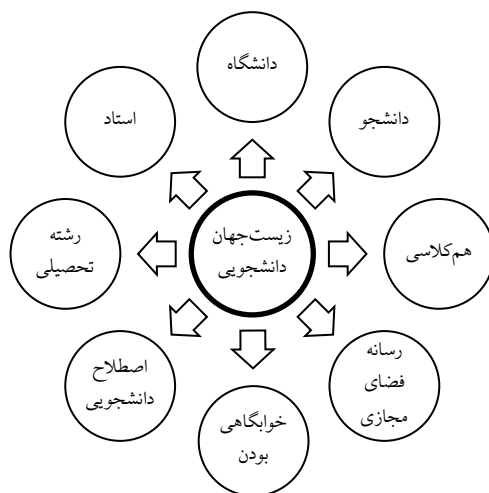 دانشگاه
دانشجو
استاد
زیست‌جهان
دانشجویی
هم‌کلاسی
رشته
تحصیلی
رسانه
فضای
مجازی
اصطلاح
دانشجویی
خوابگاهی
بودن